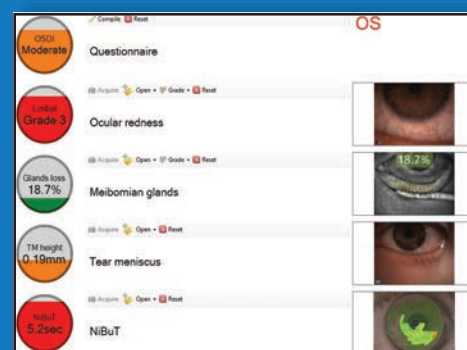 Compile Reset
OS
OSDI
Moderate
Questionnaire
Acquire Open Grade Reset
Limbal
Grade 3
Ocular redness
Acquire Open Grade Reset
18.7%
Glands loss
18.7%
Meibomian glands
Acquire Open Reset
TM height
0.19mm
Tear meniscus
Acquire Open Reset
NiBuT
5.2sec
NiBuT